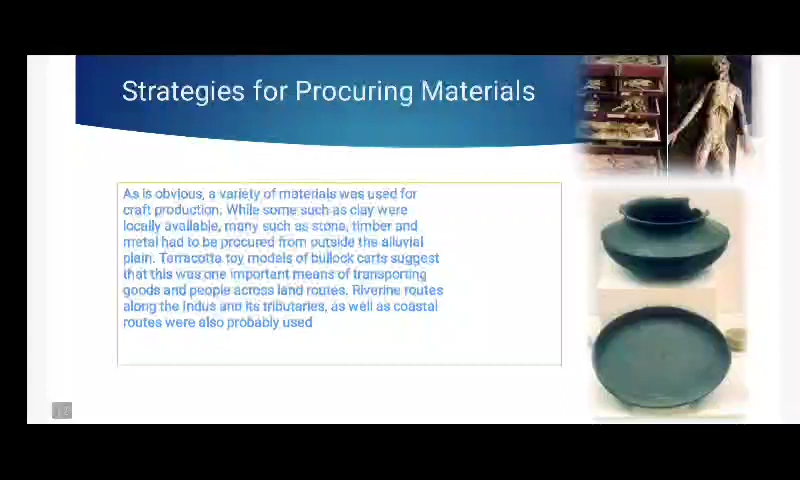 Strategies for Procuring Materials
As is obvious, a variety of materials was used for
craft production. While some such as clay were
locally available, many such as stone, timber and
metal had to be procured from outside the alluvial
plain. Terracotta toy models of bullock carts suggest
that this was one important means of transporting
goods and people across land routes. Riverine routes
along the Indus and its tributaries, as well as coastal
routes were also probably used